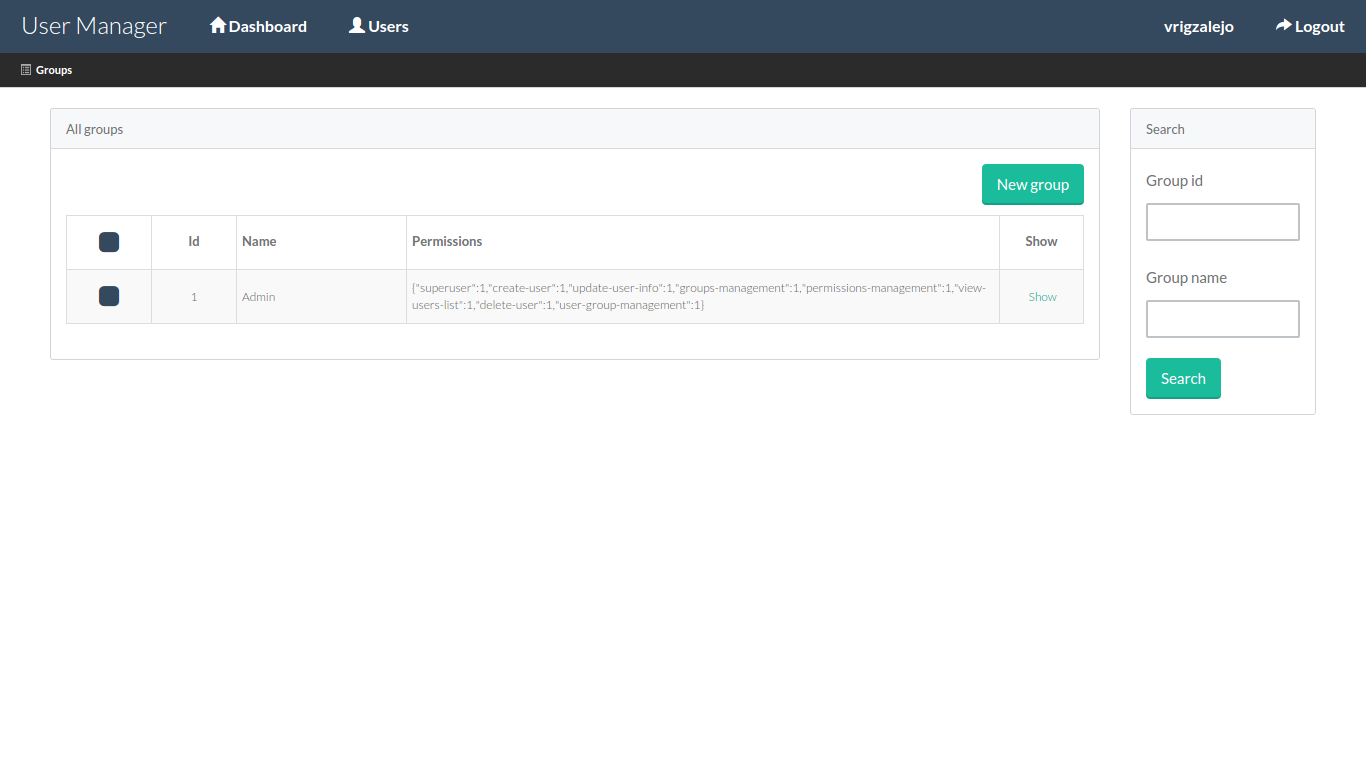 User Manager Dashboard Users vrigzalejo Logout
Groups
All groups
New group
Id Name Permissions Show
1 Admin {"superuser":1,"create-user":1,"update-user-info":1,"groups-management":1,"permissions-management":1,"view-
users-list":1,"delete-user":1,"user-group-management":1} Show
Search
Group id
Group name
Search